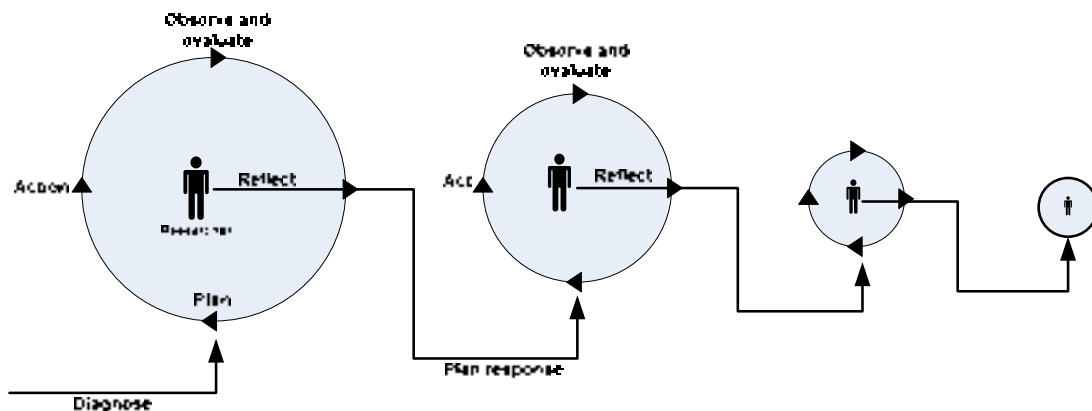 Observe and
evaluate
Action
Reflect
Researcher
Plan
Diagnose
Observe and
evaluate
Act
Reflect
Plan response